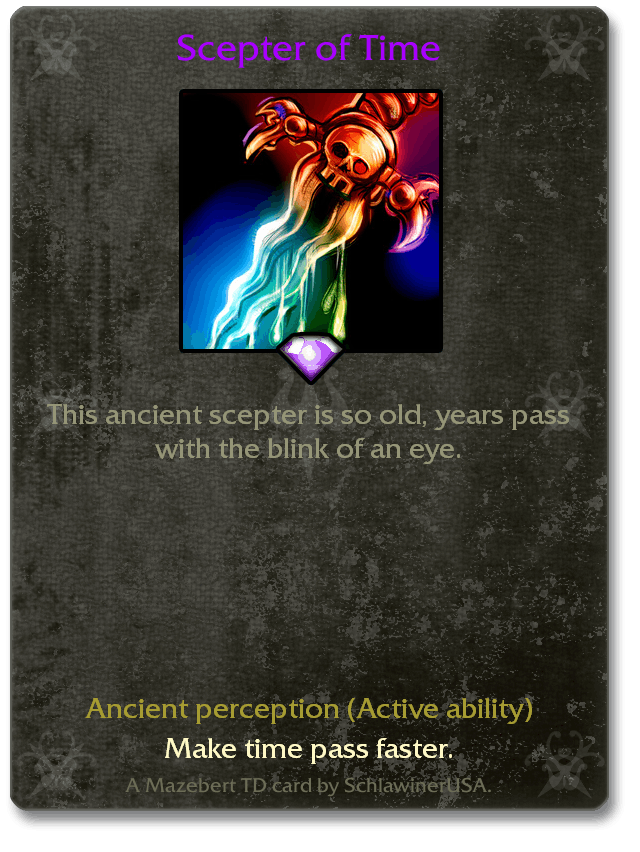 Scepter of Time
This ancient scepter is so old, years pass
with the blink of an eye.
Ancient perception (Active ability)
Make time pass faster.
A Mazebert TD card by SchlawinerUSA.